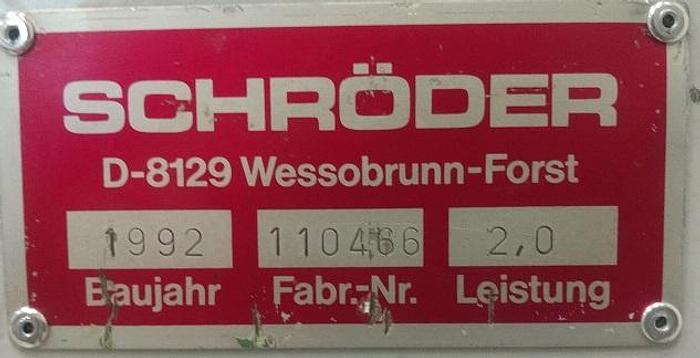 SCHRÖDER
D-8129 Wessobrunn-Forst
1992 110466 2,0
Baujahr Fabr.-Nr. Leistung